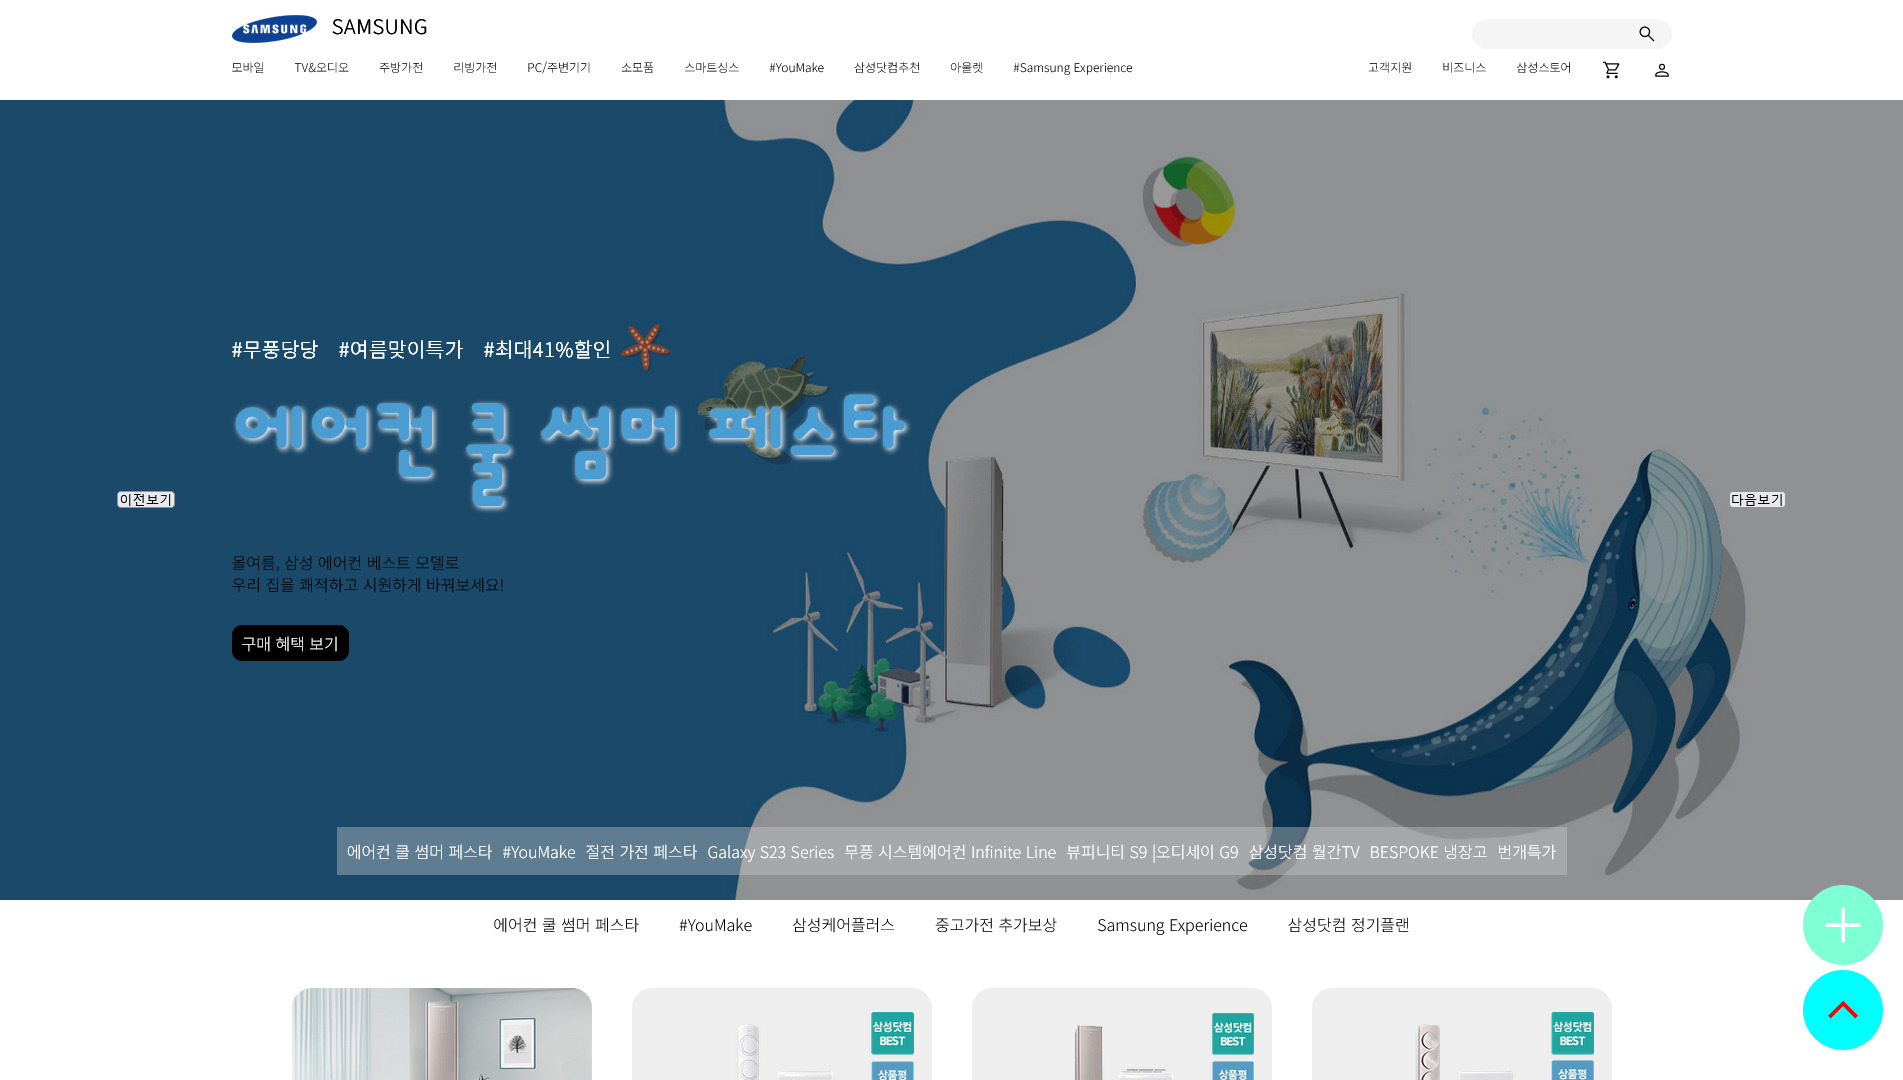 SAMSUNG SAMSUNG
모바일 TV&오디오 주방가전 리빙가전 PC/주변기기 소모품 스마트싱스 #YouMake 삼성닷컴추천 아울렛 #Samsung Experience 고객지원 비즈니스 삼성스토어
#무풍당당 #여름맞이특가 #최대41%할인
에어컨 쿨 썸머 페스타
이전보기 다음보기
올여름, 삼성 에어컨 베스트 모델로
우리 집을 쾌적하고 시원하게 바꿔보세요!
구매 혜택 보기
에어컨 쿨 썸머 페스타 #YouMake 절전 가전 페스타 Galaxy S23 Series 무풍 시스템에어컨 Infinite Line 뷰피니티 S9 |오디세이 G9 삼성닷컴 월간TV BESPOKE 냉장고 번개특가
에어컨 쿨 썸머 페스타 #YouMake 삼성케어플러스 중고가전 추가보상 Samsung Experience 삼성닷컴 정기플랜
삼성닷컴 삼성닷컴 삼성닷컴
BEST BEST BEST
상품평 상품평 상품평